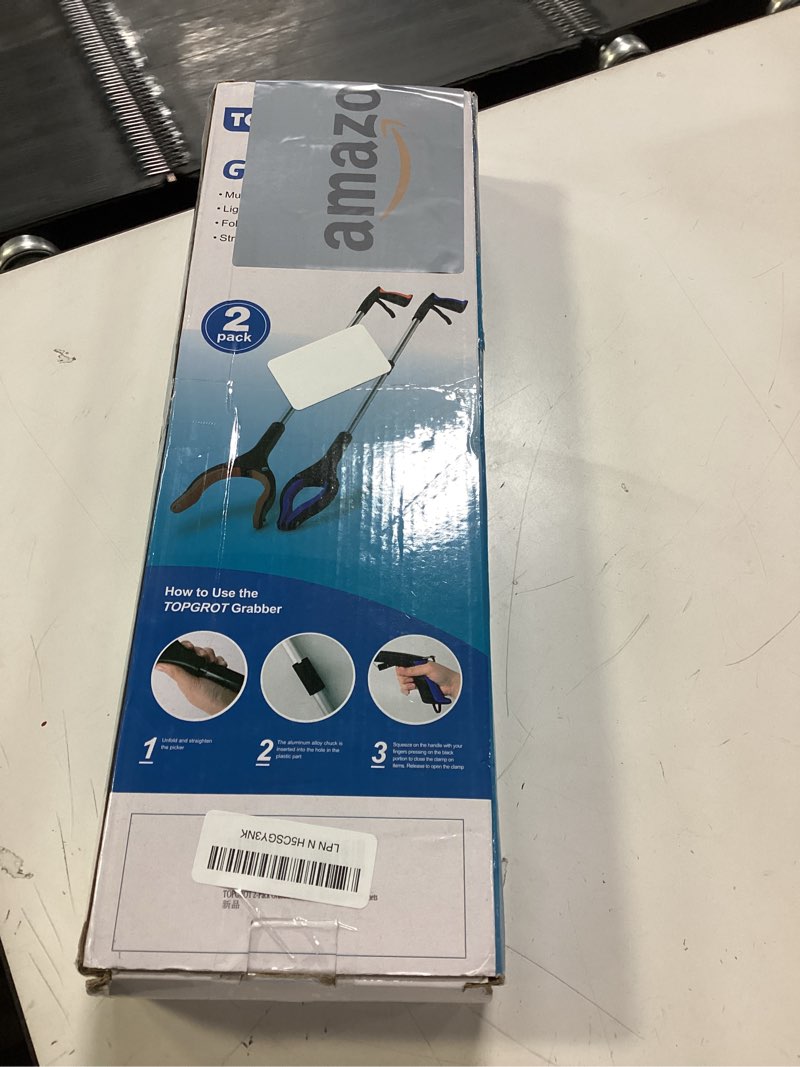 amazo
• Mu
• Lig
• Fol
• Str
2
pack
How to Use the
TOPGROT Grabber
1
Unfold and straighten
the picker
2
The aluminum alloy chuck is
inserted into the hole in the
plastic part
3
Squeeze on the handle with your
fingers pressing on the black
portion to close the clamp on
items. Release to open the clamp
LPN N H5CSGY3NK
新品